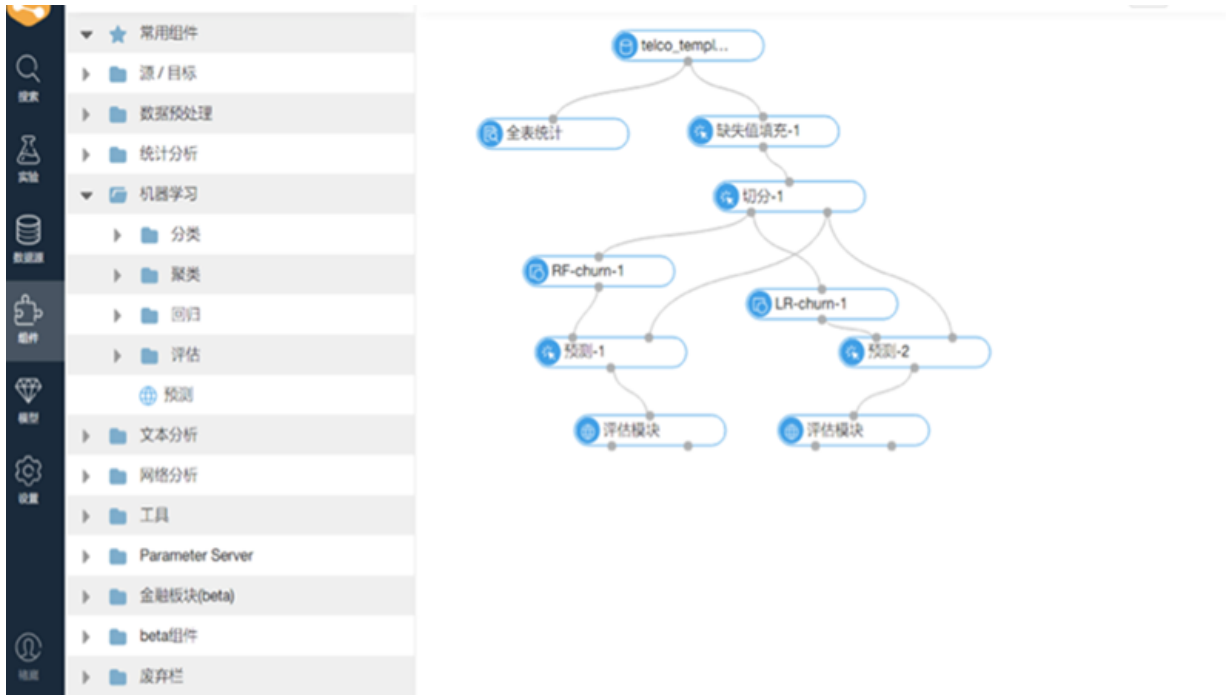 搜索
实验
数据源
组件
模型
设置
常用组件
源 / 目标
数据预处理
统计分析
机器学习
分类
聚类
回归
评估
预测
文本分析
网络分析
工具
Parameter Server
金融板块(beta)
beta组件
废弃栏
telco_templ...
全表统计
缺失值填充-1
切分-1
RF-churn-1
LR-churn-1
预测-1
预测-2
评估模块
评估模块